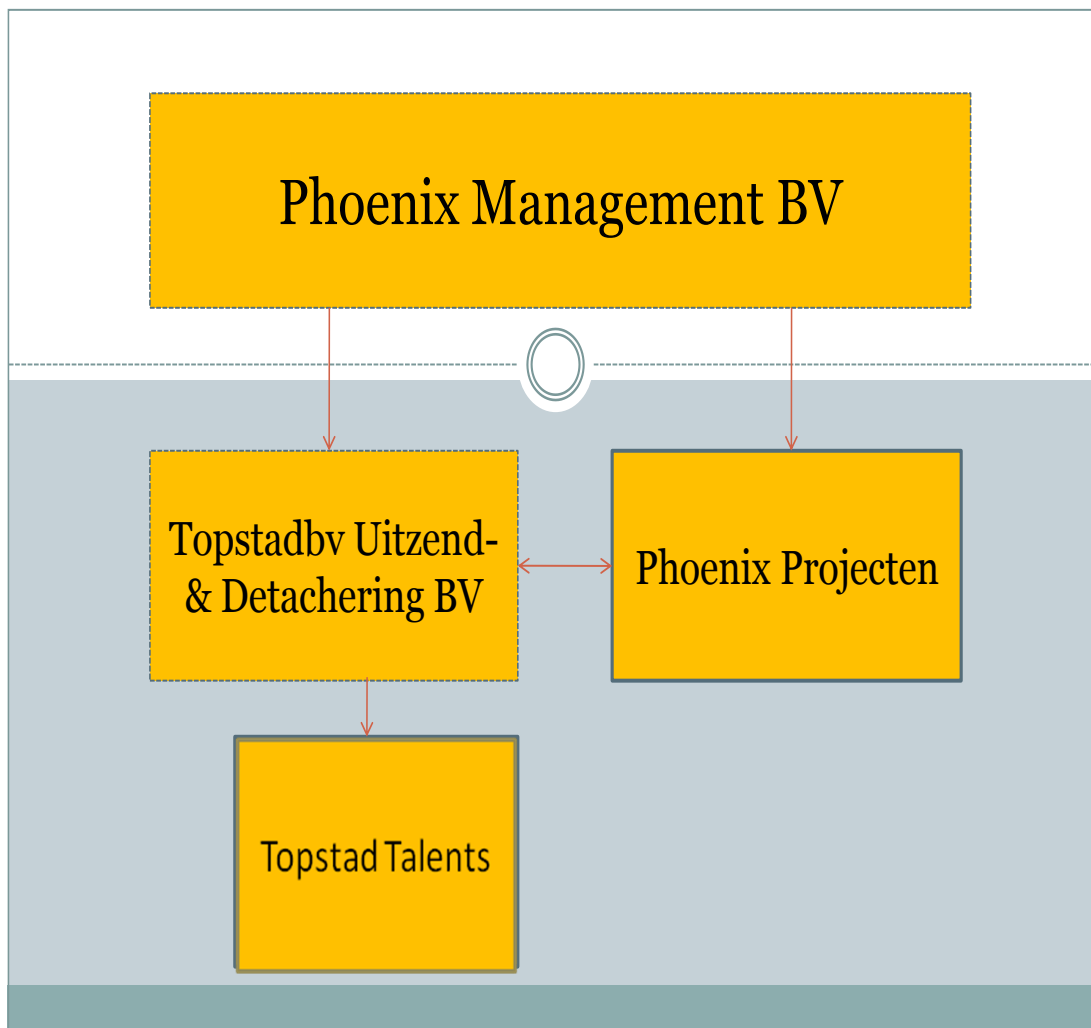 Phoenix Management BV
Topstadbv Uitzend-
& Detachering BV
Phoenix Projecten
Topstad Talents